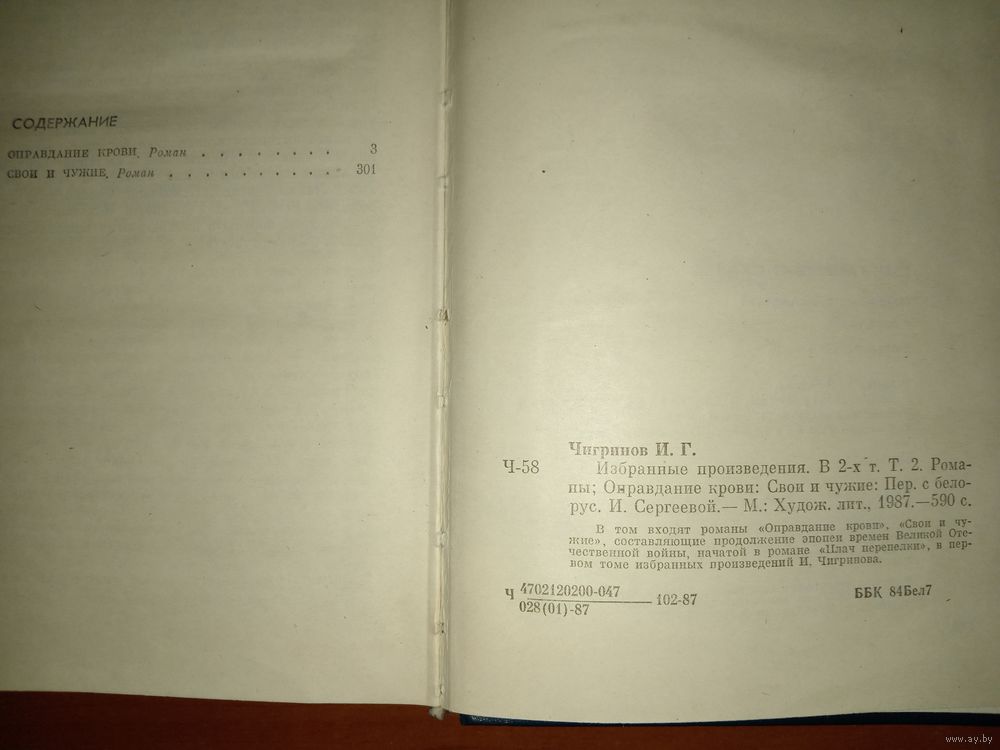 СОДЕРЖАНИЕ
ОПРАВДАНИЕ КРОВИ. Роман . . . . . . . . 3
СВОИ И ЧУЖИЕ. Роман . . . . . . . . . . 301
Чигринов И. Г.
Ч-58
Избранные произведения. В 2-х т. Т. 2. Рома-
ны; Оправдание крови: Свои и чужие: Пер. с бело-
рус. И. Сергеевой.— М.: Худож. лит., 1987.—590 с.
В том входят романы «Оправдание крови», «Свои и чу-
жие», составляющие продолжение эпопеи времен Великой Оте-
чественной войны, начатой в романе «Плач перепелки», в пер-
вом томе избранных произведений И. Чигринова.
Ч 4702120200-047
028(01)-87
102-87
ББК 84Бел7
www.ay.by